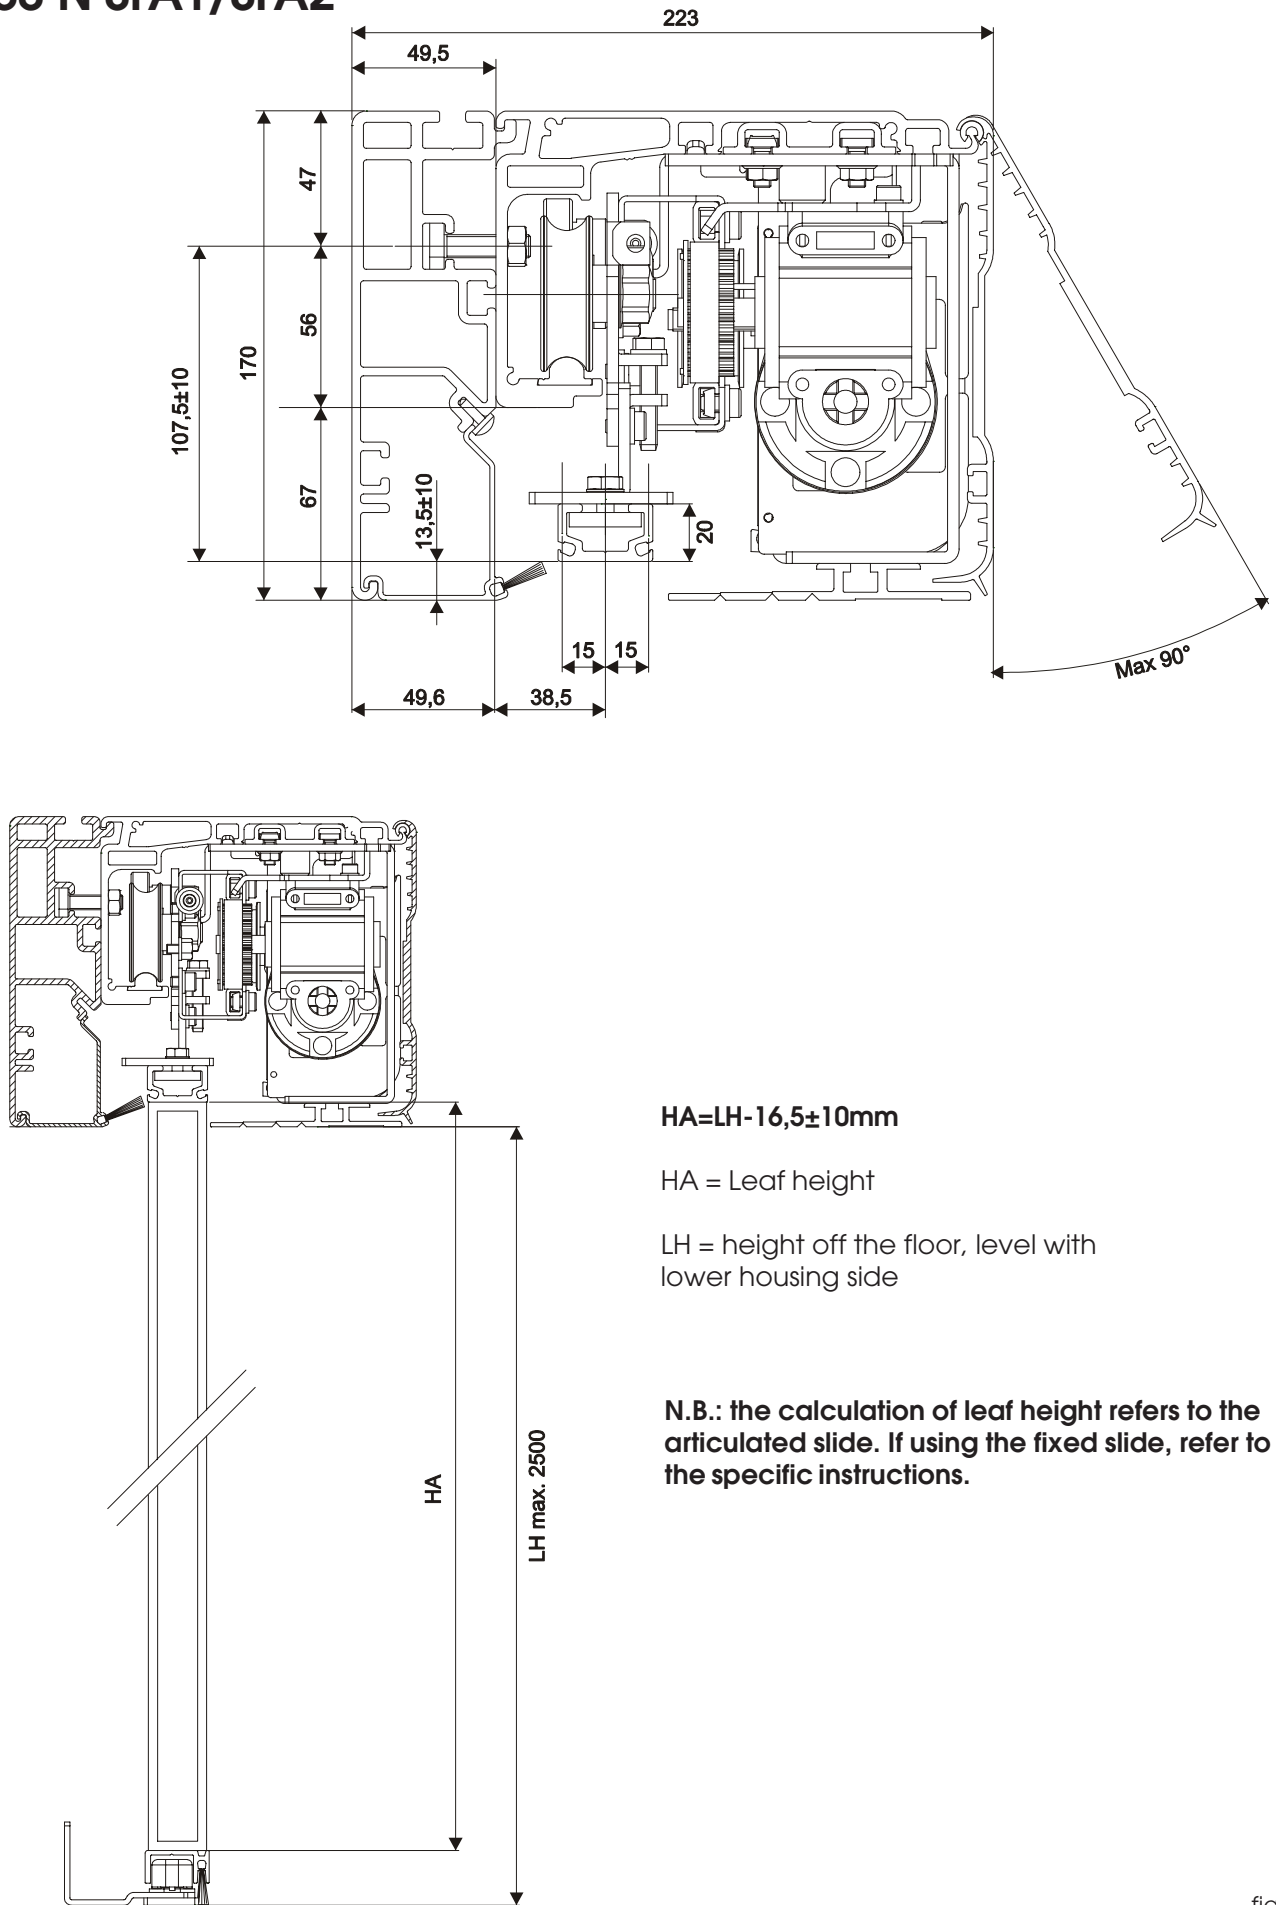 223
49,5
47
56
170
107,5±10
67
13,5±10
20
15 15
Max 90°
49,6 38,5
HA=LH-16,5±10mm
HA = Leaf height
LH = height off the floor, level with
lower housing side
N.B.: the calculation of leaf height refers to the
articulated slide. If using the fixed slide, refer to
the specific instructions.
HA
LH max. 2500